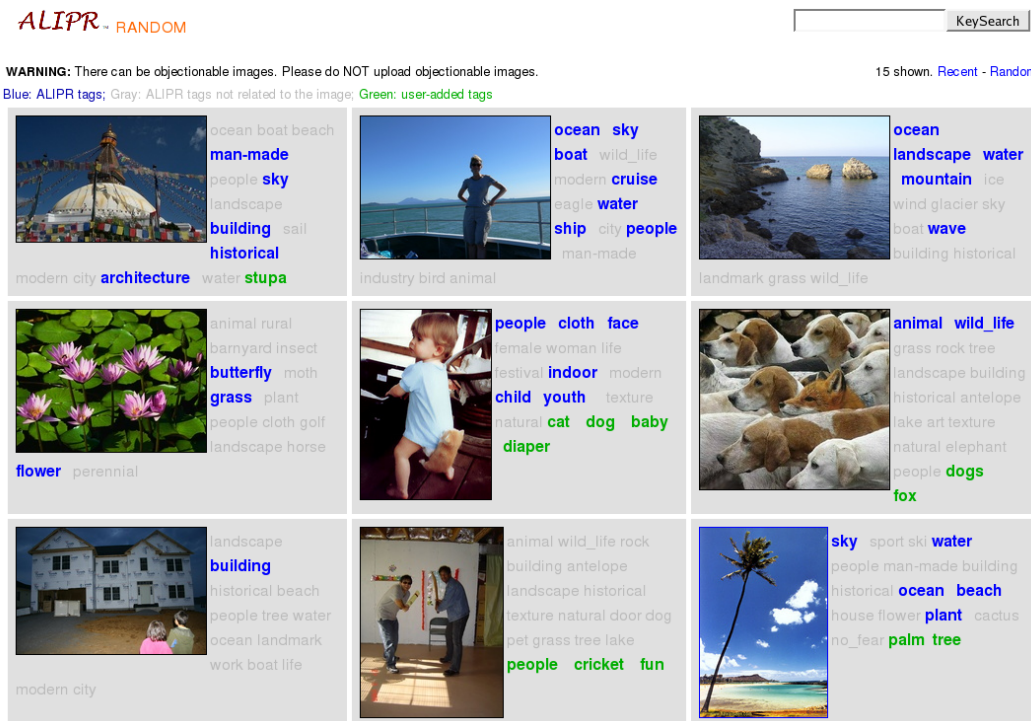 ALIPR™ RANDOM
KeySearch
WARNING: There can be objectionable images. Please do NOT upload objectionable images.
15 shown. Recent - Randor
Blue: ALIPR tags; Gray: ALIPR tags not related to the image; Green: user-added tags
ocean boat beach
man-made
people sky
landscape
building sail
historical
modern city architecture water stupa
ocean sky
boat wild_life
modern cruise
eagle water
ship city people
man-made
industry bird animal
ocean
landscape water
mountain ice
wind glacier sky
boat wave
building historical
landmark grass wild_life
animal rural
barnyard insect
butterfly moth
grass plant
people cloth golf
landscape horse
flower perennial
people cloth face
female woman life
festival indoor modern
child youth texture
natural cat dog baby
diaper
animal wild_life
grass rock tree
landscape building
historical antelope
lake art texture
natural elephant
people dogs
fox
landscape
building
historical beach
people tree water
ocean landmark
work boat life
modern city
animal wild_life rock
building antelope
landscape historical
texture natural door dog
pet grass tree lake
people cricket fun
sky sport ski water
people man-made building
historical ocean beach
house flower plant cactus
no_fear palm tree